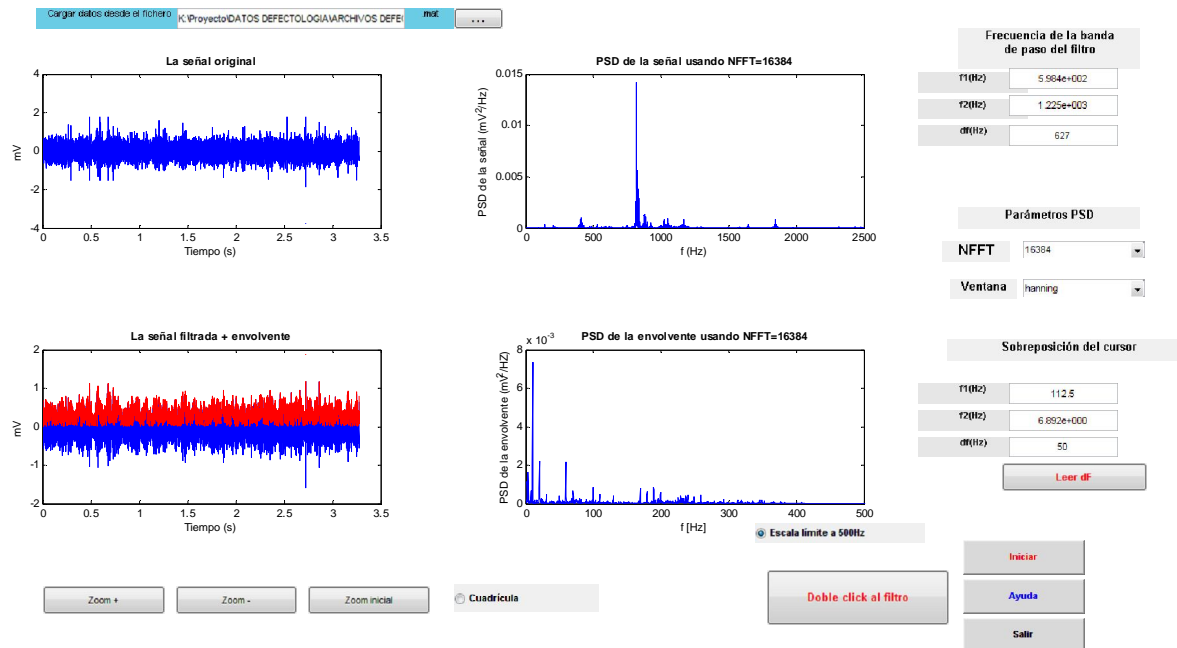 Cargar datos desde el fichero K:\Proyecto\DATOS DEFECTOLOGIA\ARCHIVOS DEFE .mat ...
Frecuencia de la banda
de paso del filtro
f1(Hz) 5.984e+002
f2(Hz) 1.225e+003
df(Hz) 627
La señal original
mV
4
2
0
-2
-4
0 0.5 1 1.5 2 2.5 3 3.5
Tiempo (s)
PSD de la señal usando NFFT=16384
PSD de la señal (mV²/Hz)
0.015
0.01
0.005
0
0 500 1000 1500 2000 2500
f (Hz)
Parámetros PSD
NFFT 16384
Ventana hanning
La señal filtrada + envolvente
mV
2
1
0
-1
-2
0 0.5 1 1.5 2 2.5 3 3.5
Tiempo (s)
PSD de la envolvente usando NFFT=16384
x 10⁻³
PSD de la envolvente (mV²/HZ)
8
6
4
2
0
0 100 200 300 400 500
f [Hz]
Sobreposición del cursor
f1(Hz) 112.5
f2(Hz) 6.892e+000
df(Hz) 50
Leer dF
Escala límite a 500Hz
Zoom + Zoom - Zoom inicial Cuadrícula
Doble click al filtro
Iniciar
Ayuda
Salir